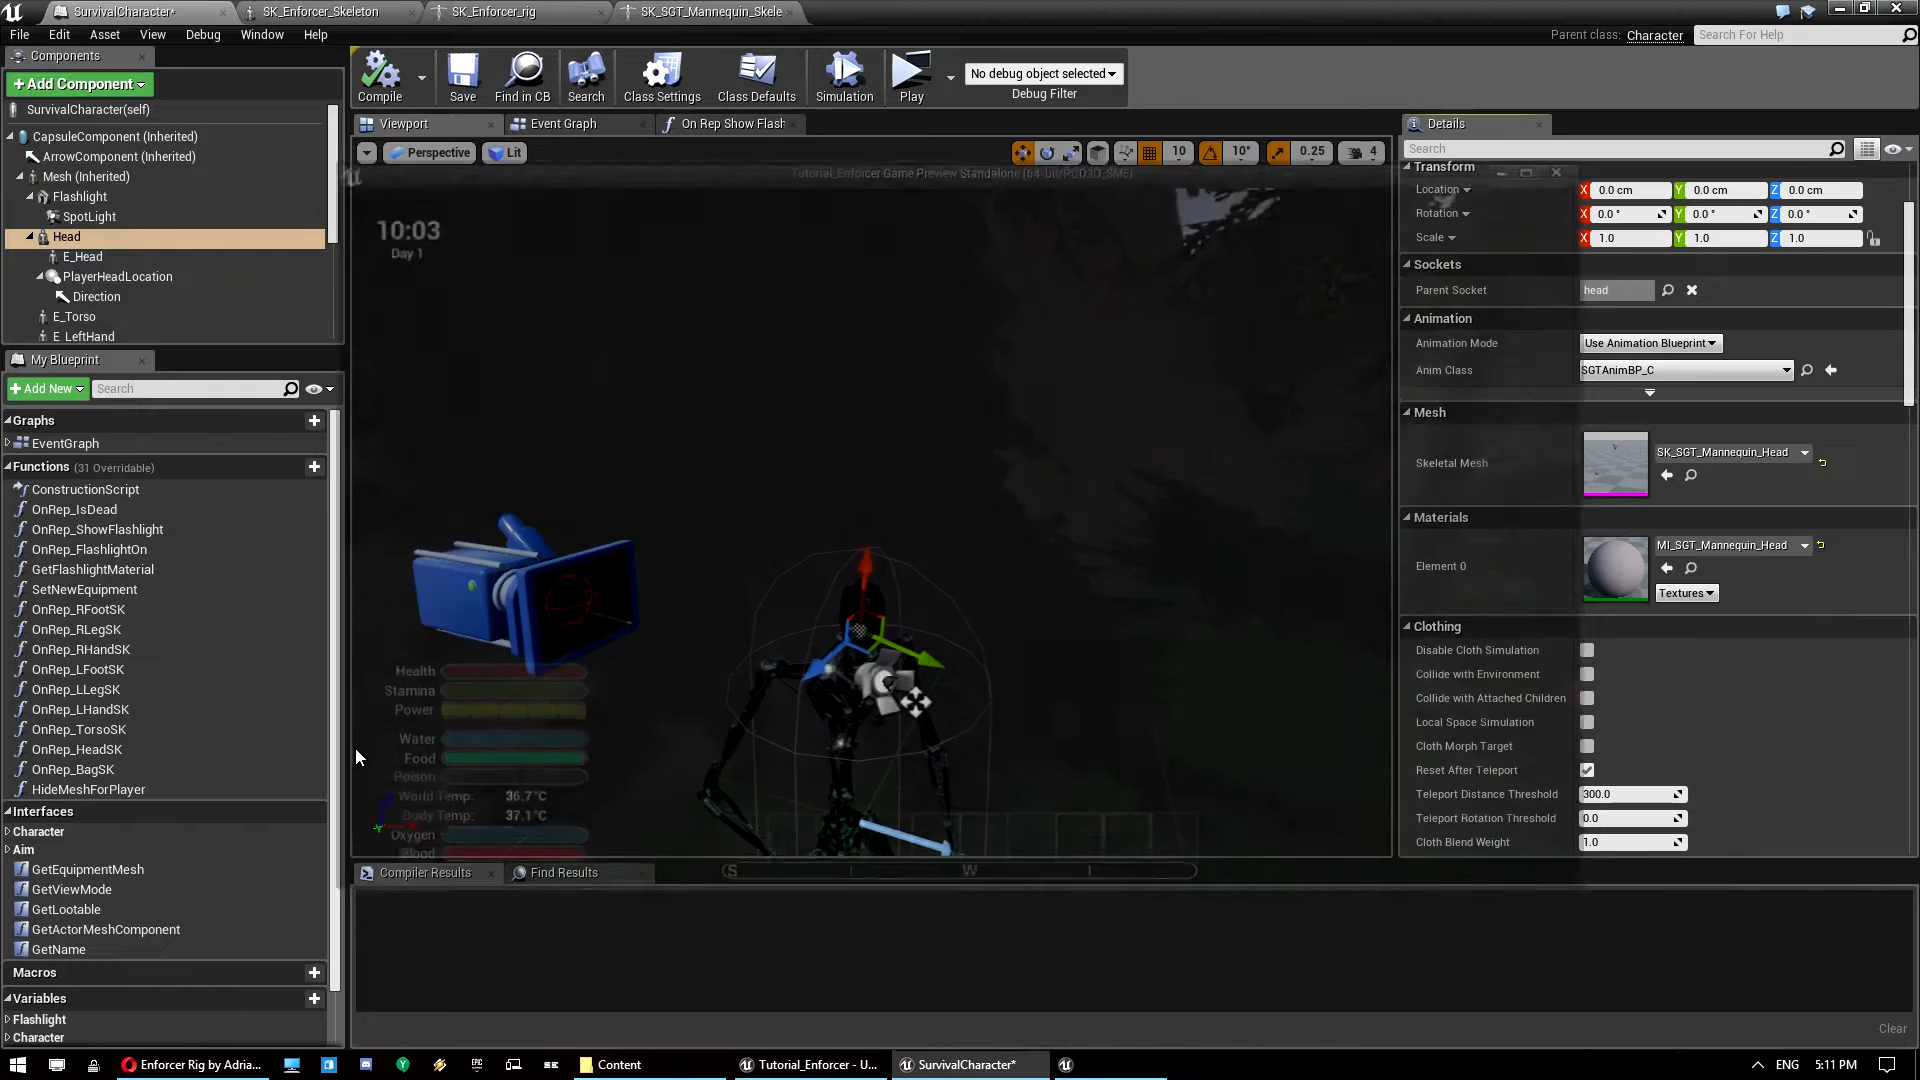 SurvivalCharacter*
SK_Enforcer_Skeleton
SK_Enforcer_rig
SK_SGT_Mannequin_Skele
File
Edit
Asset
View
Debug
Window
Help
Parent class: Character
Search For Help
Components
+Add Component
SurvivalCharacter(self)
CapsuleComponent (Inherited)
ArrowComponent (Inherited)
Mesh (Inherited)
Flashlight
SpotLight
Head
E_Head
PlayerHeadLocation
Direction
E_Torso
E_LeftHand
Compile
Save
Find in CB
Search
Class Settings
Class Defaults
Simulation
Play
No debug object selected
Debug Filter
Viewport
Event Graph
On Rep Show Flash
Perspective
Lit
10
10°
0.25
4
Tutorial_Enforcer Game Preview Standalone (64-bit/PCD3D_SM5)
10:03
Day 1
Health
Stamina
Power
Water
Food
Poison
World Temp: 36.7°C
Body Temp: 37.1°C
Oxygen
Blood
S
W
My Blueprint
+Add New
Search
Graphs
EventGraph
Functions (31 Overridable)
ConstructionScript
OnRep_IsDead
OnRep_ShowFlashlight
OnRep_FlashlightOn
GetFlashlightMaterial
SetNewEquipment
OnRep_RFootSK
OnRep_RLegSK
OnRep_RHandSK
OnRep_LFootSK
OnRep_LLegSK
OnRep_LHandSK
OnRep_TorsoSK
OnRep_HeadSK
OnRep_BagSK
HideMeshForPlayer
Interfaces
Character
Aim
GetEquipmentMesh
GetViewMode
GetLootable
GetActorMeshComponent
GetName
Macros
Variables
Flashlight
Character
Compiler Results
Find Results
Clear
Details
Search
Transform
Location X 0.0 cm Y 0.0 cm Z 0.0 cm
Rotation X 0.0 ° Y 0.0 ° Z 0.0 °
Scale X 1.0 Y 1.0 Z 1.0
Sockets
Parent Socket head
Animation
Animation Mode Use Animation Blueprint
Anim Class SGTAnimBP_C
Mesh
Skeletal Mesh SK_SGT_Mannequin_Head
Materials
Element 0 MI_SGT_Mannequin_Head
Textures
Clothing
Disable Cloth Simulation
Collide with Environment
Collide with Attached Children
Local Space Simulation
Cloth Morph Target
Reset After Teleport
Teleport Distance Threshold 300.0
Teleport Rotation Threshold 0.0
Cloth Blend Weight 1.0
Enforcer Rig by Adria...
Content
Tutorial_Enforcer - U...
SurvivalCharacter*
ENG
5:11 PM